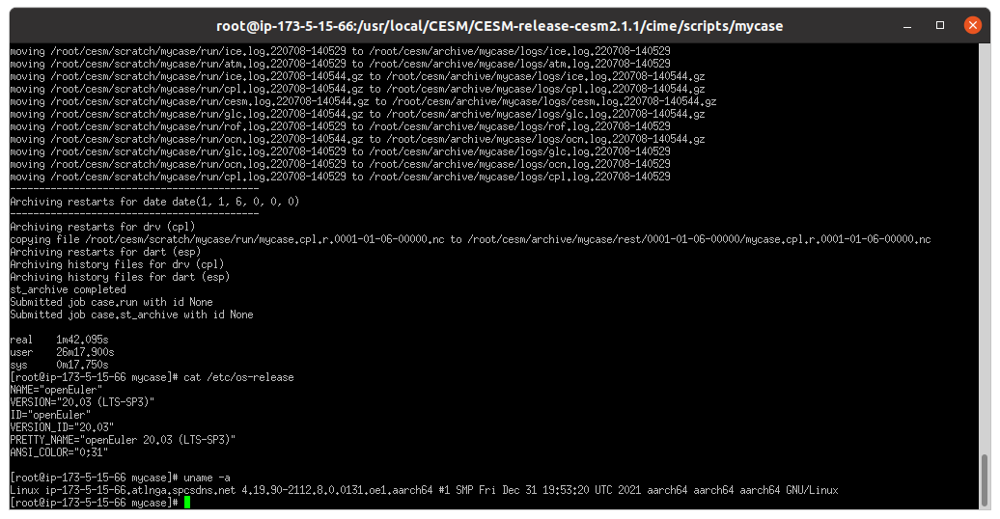 root@ip-173-5-15-66:/usr/local/CESM/CESM-release-cesm2.1.1/cime/scripts/mycase
moving /root/cesm/scratch/mycase/run/ice.log.220708-140529 to /root/cesm/archive/mycase/logs/ice.log.220708-140529
moving /root/cesm/scratch/mycase/run/atm.log.220708-140529 to /root/cesm/archive/mycase/logs/atm.log.220708-140529
moving /root/cesm/scratch/mycase/run/ice.log.220708-140544.gz to /root/cesm/archive/mycase/logs/ice.log.220708-140544.gz
moving /root/cesm/scratch/mycase/run/cpl.log.220708-140544.gz to /root/cesm/archive/mycase/logs/cpl.log.220708-140544.gz
moving /root/cesm/scratch/mycase/run/cesm.log.220708-140544.gz to /root/cesm/archive/mycase/logs/cesm.log.220708-140544.gz
moving /root/cesm/scratch/mycase/run/glc.log.220708-140544.gz to /root/cesm/archive/mycase/logs/glc.log.220708-140544.gz
moving /root/cesm/scratch/mycase/run/rof.log.220708-140529 to /root/cesm/archive/mycase/logs/rof.log.220708-140529
moving /root/cesm/scratch/mycase/run/ocn.log.220708-140544.gz to /root/cesm/archive/mycase/logs/ocn.log.220708-140544.gz
moving /root/cesm/scratch/mycase/run/glc.log.220708-140529 to /root/cesm/archive/mycase/logs/glc.log.220708-140529
moving /root/cesm/scratch/mycase/run/ocn.log.220708-140529 to /root/cesm/archive/mycase/logs/ocn.log.220708-140529
moving /root/cesm/scratch/mycase/run/cpl.log.220708-140529 to /root/cesm/archive/mycase/logs/cpl.log.220708-140529
-------------------------------------------
Archiving restarts for date date(1, 1, 6, 0, 0, 0)
-------------------------------------------
Archiving restarts for drv (cpl)
copying file /root/cesm/scratch/mycase/run/mycase.cpl.r.0001-01-06-00000.nc to /root/cesm/archive/mycase/rest/0001-01-06-00000/mycase.cpl.r.0001-01-06-00000.nc
Archiving restarts for dart (esp)
Archiving history files for drv (cpl)
Archiving history files for dart (esp)
st_archive completed
Submitted job case.run with id None
Submitted job case.st_archive with id None
real    1m42.095s
user    26m17.900s
sys     0m17.750s
[root@ip-173-5-15-66 mycase]# cat /etc/os-release
NAME="openEuler"
VERSION="20.03 (LTS-SP3)"
ID="openEuler"
VERSION_ID="20.03"
PRETTY_NAME="openEuler 20.03 (LTS-SP3)"
ANSI_COLOR="0;31"
[root@ip-173-5-15-66 mycase]# uname -a
Linux ip-173-5-15-66.atlnga.spcsdns.net 4.19.90-2112.8.0.0131.oe1.aarch64 #1 SMP Fri Dec 31 19:53:20 UTC 2021 aarch64 aarch64 aarch64 GNU/Linux
[root@ip-173-5-15-66 mycase]#